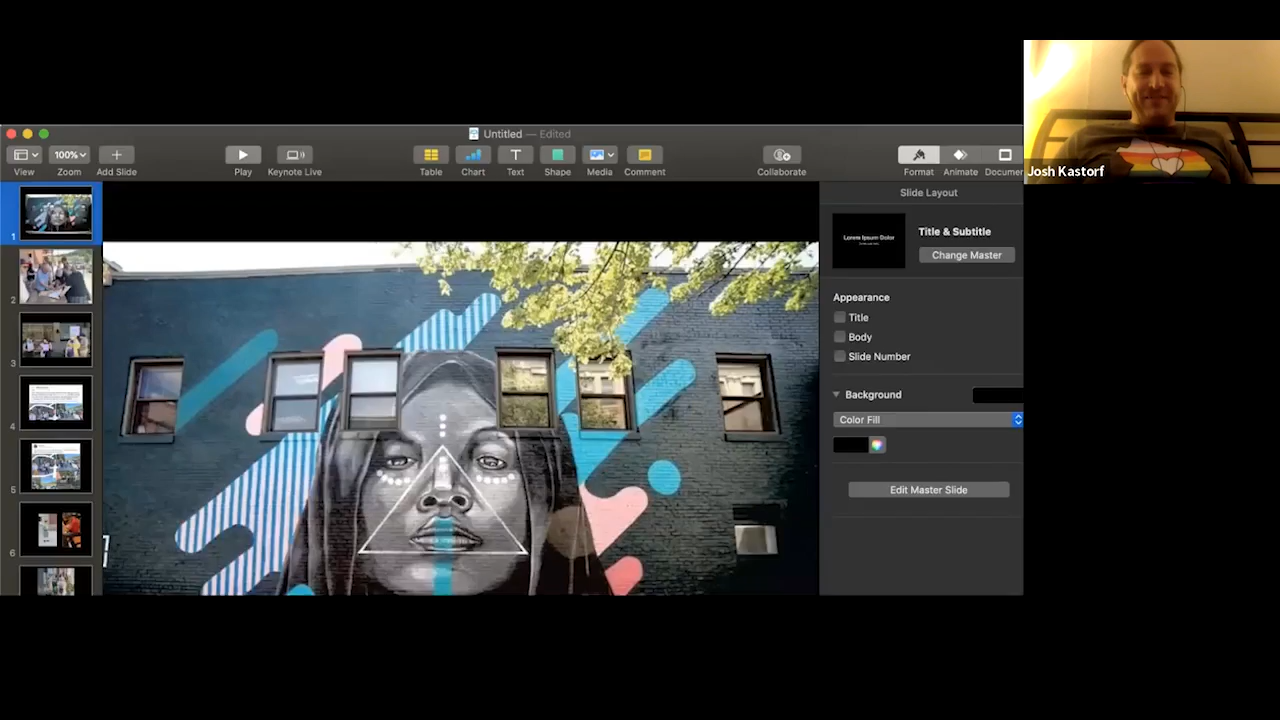 Untitled — Edited
View
100%
Zoom
Add Slide
Play
Keynote Live
Table
Chart
Text
Shape
Media
Comment
Collaborate
Format
Animate
Documen
Josh Kastorf
1
2
3
4
5
6
Slide Layout
Lorem Ipsum Dolor
Title & Subtitle
Change Master
Appearance
Title
Body
Slide Number
Background
Color Fill
Edit Master Slide